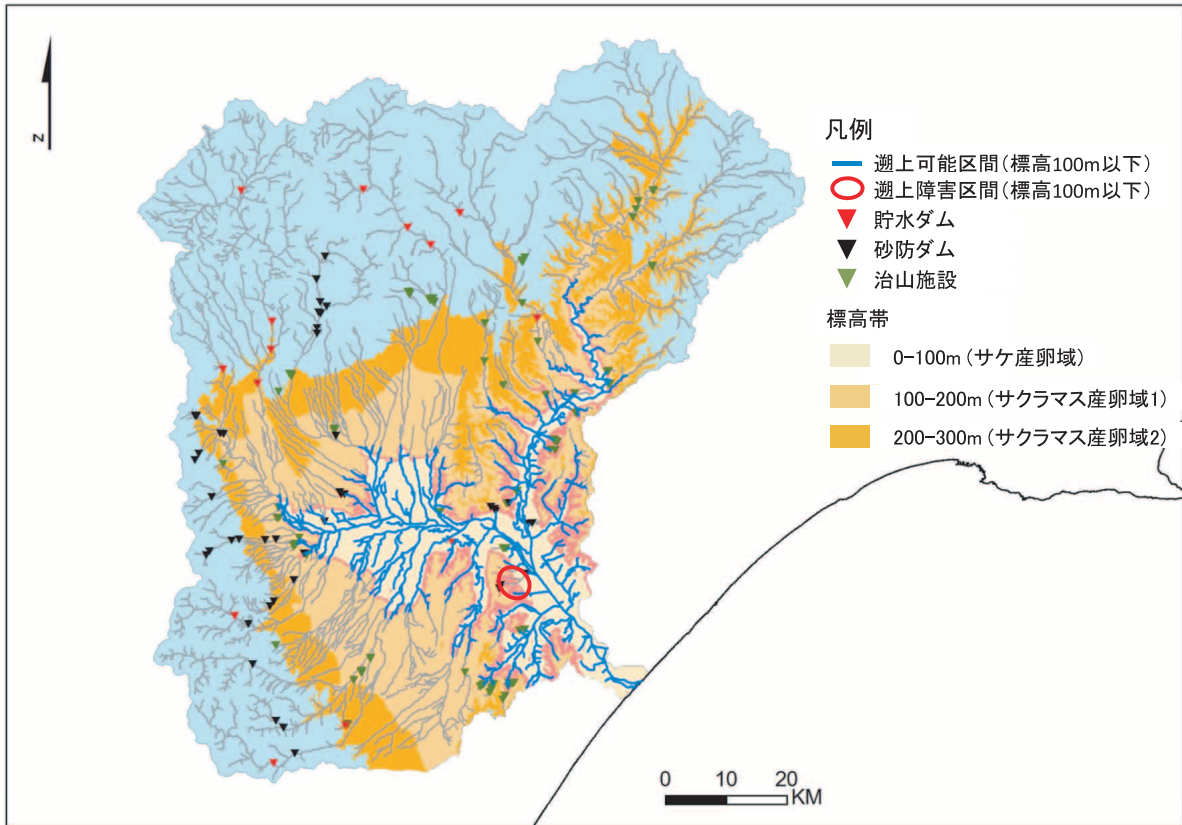 N
凡例
遡上可能区間(標高100m以下)
遡上障害区間(標高100m以下)
貯水ダム
砂防ダム
治山施設
標高帯
0-100m(サケ産卵域)
100-200m(サクラマス産卵域1)
200-300m(サクラマス産卵域2)
0 10 20
KM